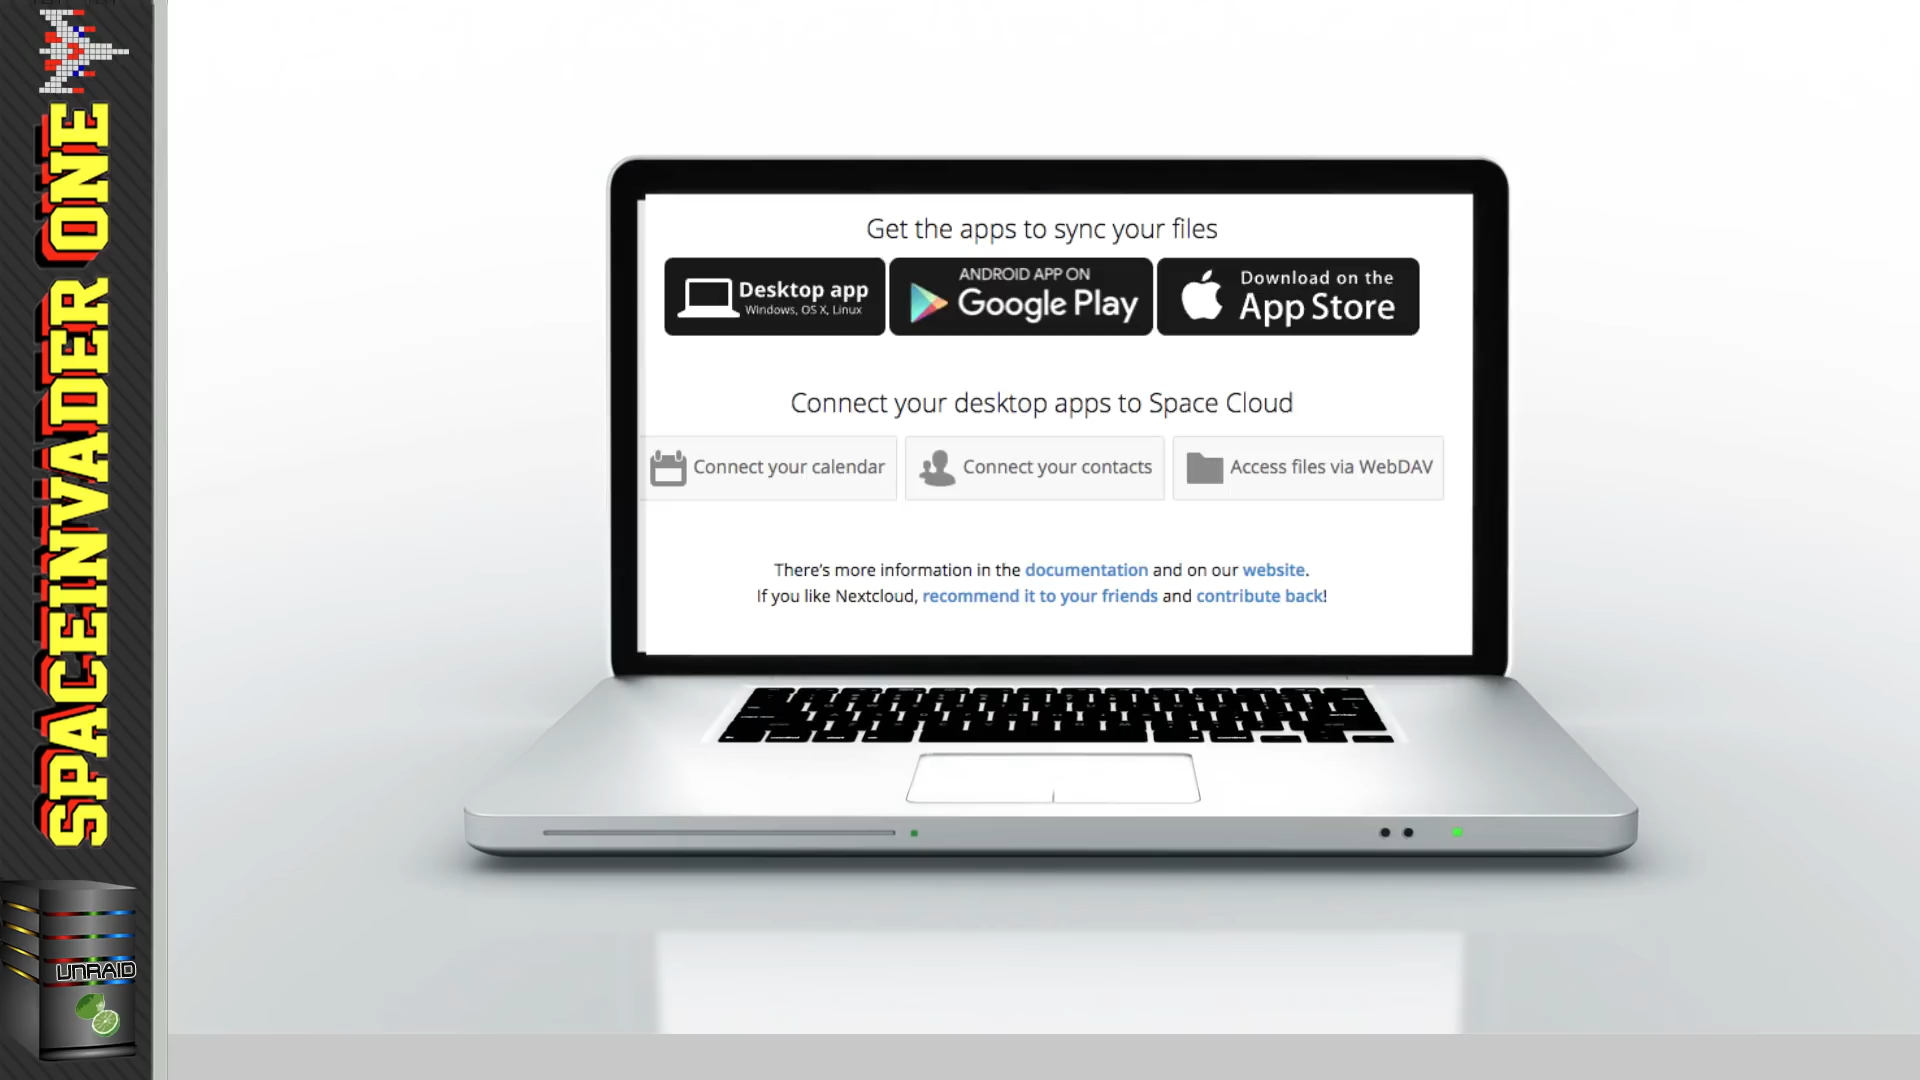 SPACEINVADER ONE
UNRAID
Get the apps to sync your files
Desktop app
Windows, OS X, Linux
ANDROID APP ON
Google Play
Download on the
App Store
Connect your desktop apps to Space Cloud
Connect your calendar
Connect your contacts
Access files via WebDAV
There's more information in the documentation and on our website.
If you like Nextcloud, recommend it to your friends and contribute back!